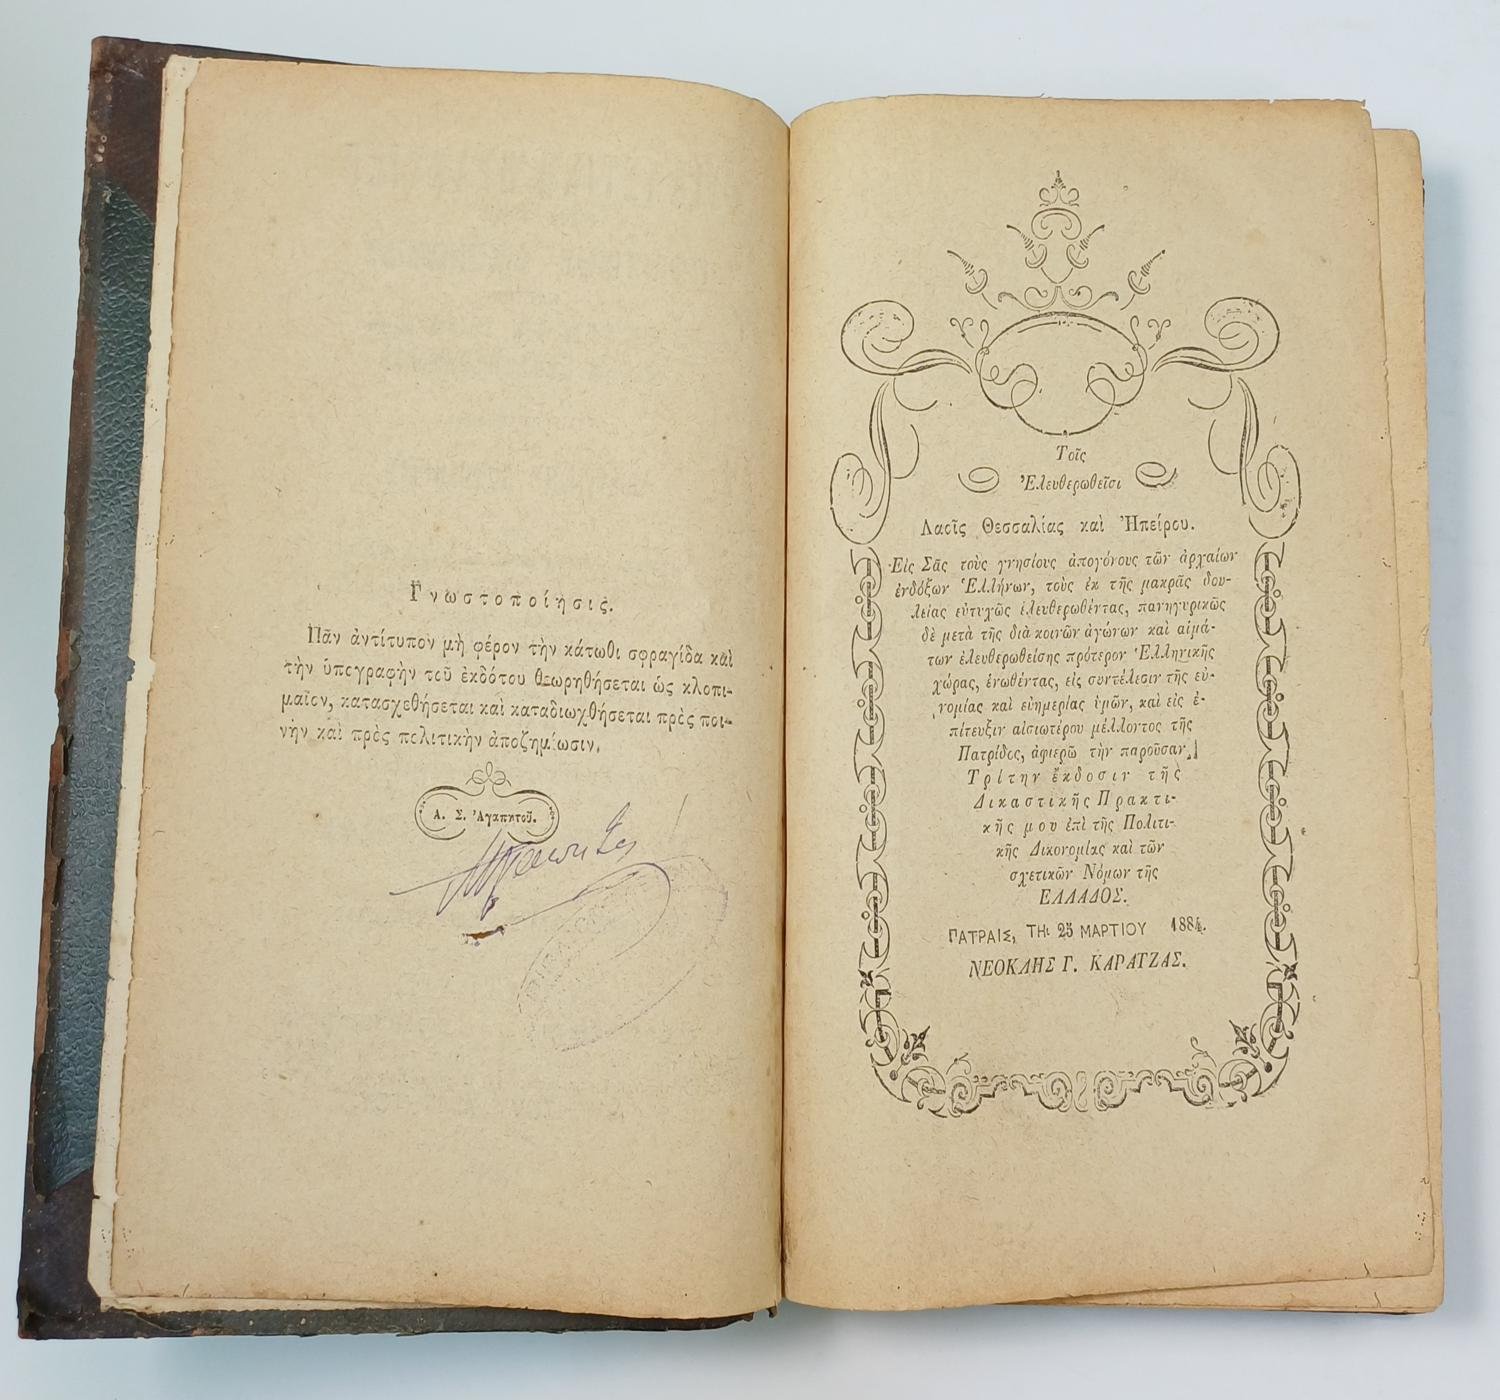 Γνωστοποίησις.
Πᾶν ἀντίτυπον μὴ φέρον τὴν κάτωθι σφραγίδα καὶ
τὴν ὑπογραφὴν τοῦ ἐκδότου θεωρηθήσεται ὡς κλοπι-
μαῖον, κατασχεθήσεται καὶ καταδιωχθήσεται πρὸς ποι-
νὴν καὶ πρὸς πολιτικὴν ἀποζημίωσιν.
Α. Σ. Ἀγαπητοῦ.
Τοῖς
Ἐλευθερωθεῖσι
Λαοῖς Θεσσαλίας καὶ Ἠπείρου.
Εἰς Σᾶς τοὺς γνησίους ἀπογόνους τῶν ἀρχαίων
ἐνδόξων Ἑλλήνων, τοὺς ἐκ τῆς μακρᾶς δου-
λείας εὐτυχῶς ἐλευθερωθέντας, πανηγυρικῶς
δὲ μετὰ τῆς διὰ κοινῶν ἀγώνων καὶ αἱμά-
των ἐλευθερωθείσης πρότερον Ἑλληνικῆς
χώρας, ἑνωθέντας, εἰς συντέλεσιν τῆς εὐ-
νομίας καὶ εὐημερίας ὑμῶν, καὶ εἰς ἐ-
πίτευξιν αἰσιωτέρου μέλλοντος τῆς
Πατρίδος, ἀφιερῶ τὴν παροῦσαν
Τρίτην ἔκδοσιν τῆς
Δικαστικῆς Πρακτι-
κῆς μου ἐπὶ τῆς Πολιτι-
κῆς Δικονομίας καὶ τῶν
σχετικῶν Νόμων τῆς
ΕΛΛΑΔΟΣ.
ΠΑΤΡΑΙΣ, ΤΗι 25 ΜΑΡΤΙΟΥ 1884.
ΝΕΟΚΛΗΣ Γ. ΚΑΡΑΤΖΑΣ.